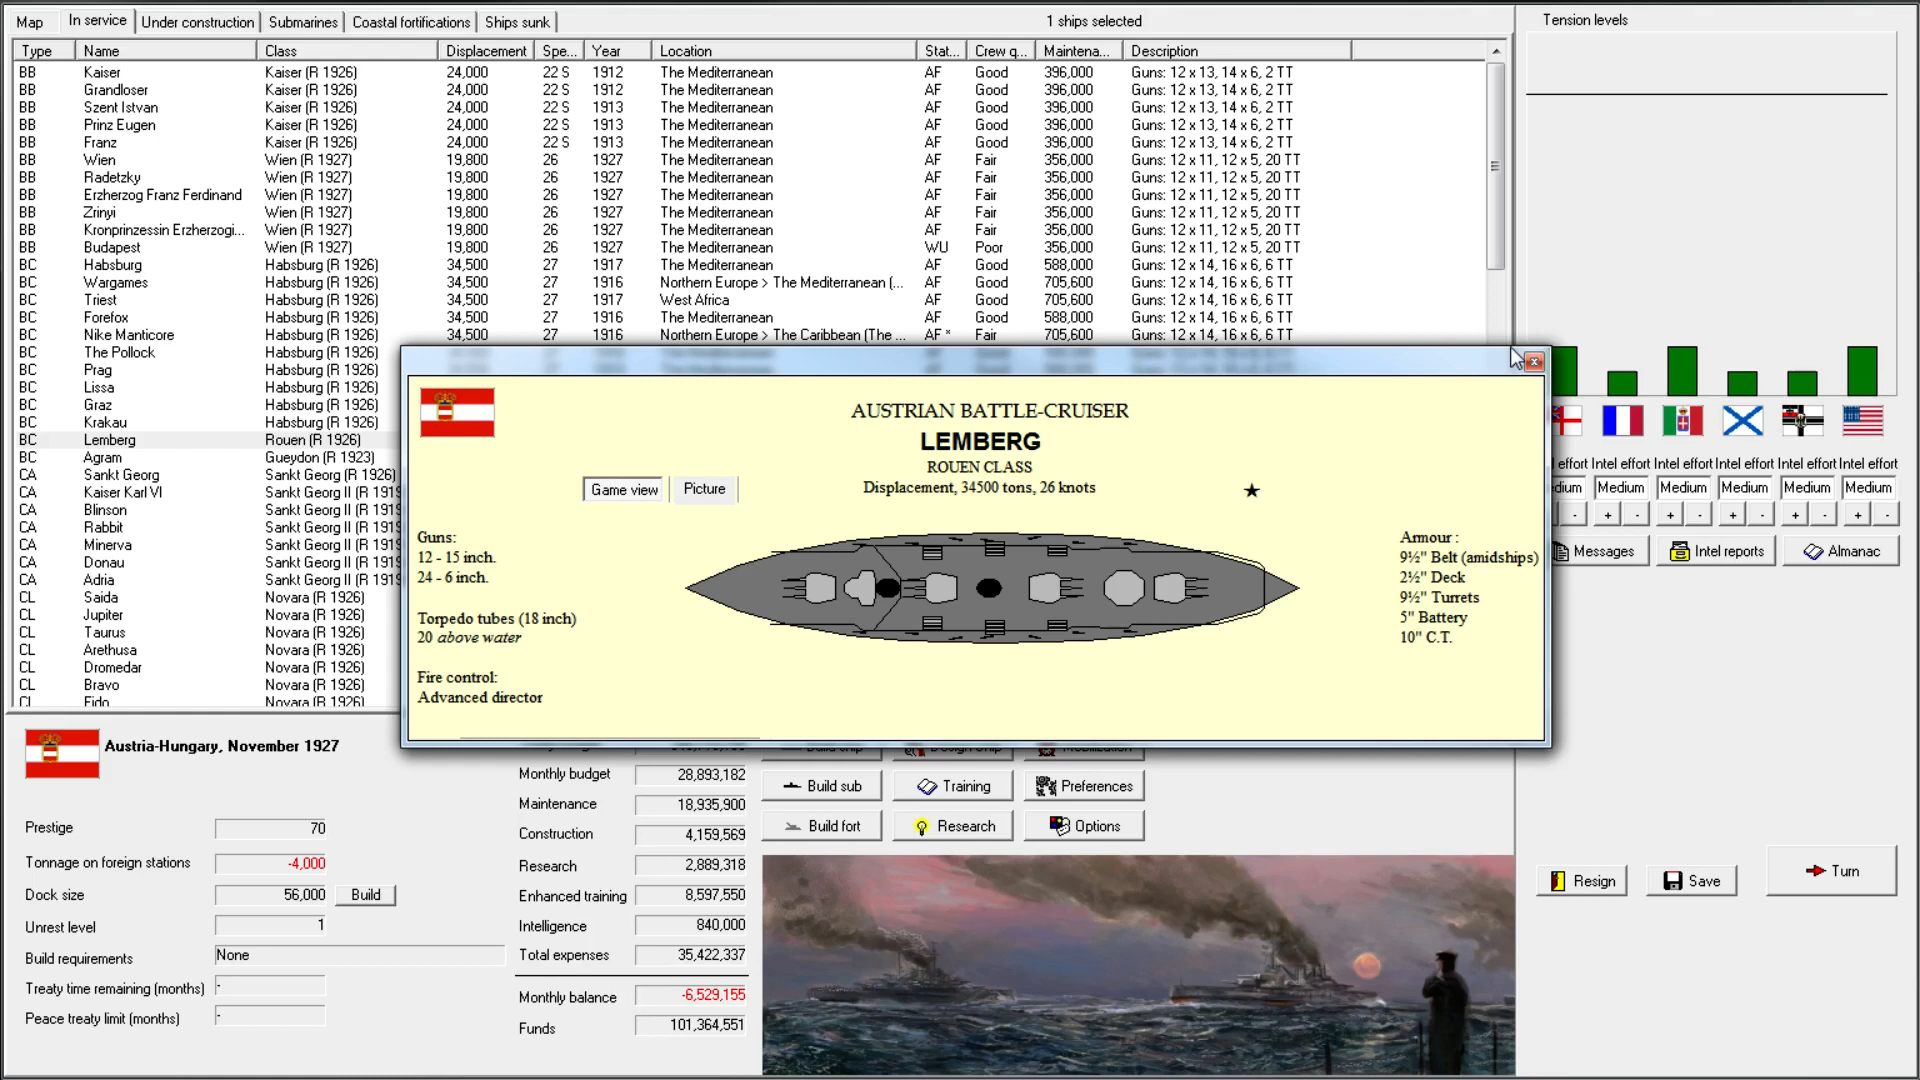 Map In service Under construction Submarines Coastal fortifications Ships sunk 1 ships selected Tension levels
Type Name Class Displacement Spe... Year Location Stat... Crew q... Maintena... Description
BB Kaiser Kaiser (R 1926) 24,000 22 S 1912 The Mediterranean AF Good 396,000 Guns: 12 x 13, 14 x 6, 2 TT
BB Grandloser Kaiser (R 1926) 24,000 22 S 1912 The Mediterranean AF Good 396,000 Guns: 12 x 13, 14 x 6, 2 TT
BB Szent Istvan Kaiser (R 1926) 24,000 22 S 1913 The Mediterranean AF Good 396,000 Guns: 12 x 13, 14 x 6, 2 TT
BB Prinz Eugen Kaiser (R 1926) 24,000 22 S 1913 The Mediterranean AF Good 396,000 Guns: 12 x 13, 14 x 6, 2 TT
BB Franz Kaiser (R 1926) 24,000 22 S 1913 The Mediterranean AF Good 396,000 Guns: 12 x 13, 14 x 6, 2 TT
BB Wien Wien (R 1927) 19,800 26 1927 The Mediterranean AF Fair 356,000 Guns: 12 x 11, 12 x 5, 20 TT
BB Radetzky Wien (R 1927) 19,800 26 1927 The Mediterranean AF Fair 356,000 Guns: 12 x 11, 12 x 5, 20 TT
BB Erzherzog Franz Ferdinand Wien (R 1927) 19,800 26 1927 The Mediterranean AF Fair 356,000 Guns: 12 x 11, 12 x 5, 20 TT
BB Zrinyi Wien (R 1927) 19,800 26 1927 The Mediterranean AF Fair 356,000 Guns: 12 x 11, 12 x 5, 20 TT
BB Kronprinzessin Erzherzogi... Wien (R 1927) 19,800 26 1927 The Mediterranean AF Fair 356,000 Guns: 12 x 11, 12 x 5, 20 TT
BB Budapest Wien (R 1927) 19,800 26 1927 The Mediterranean WU Poor 356,000 Guns: 12 x 11, 12 x 5, 20 TT
BC Habsburg Habsburg (R 1926) 34,500 27 1917 The Mediterranean AF Good 588,000 Guns: 12 x 14, 16 x 6, 6 TT
BC Wargames Habsburg (R 1926) 34,500 27 1916 Northern Europe > The Mediterranean (... AF Good 705,600 Guns: 12 x 14, 16 x 6, 6 TT
BC Triest Habsburg (R 1926) 34,500 27 1917 West Africa AF Good 705,600 Guns: 12 x 14, 16 x 6, 6 TT
BC Forefox Habsburg (R 1926) 34,500 27 1916 The Mediterranean AF Good 588,000 Guns: 12 x 14, 16 x 6, 6 TT
BC Nike Manticore Habsburg (R 1926) 34,500 27 1916 Northern Europe > The Caribbean (The ... AF * Fair 705,600 Guns: 12 x 14, 16 x 6, 6 TT
BC The Pollock Habsburg (R 1926)
BC Prag Habsburg (R 1926)
BC Lissa Habsburg (R 1926)
BC Graz Habsburg (R 1926)
BC Krakau Habsburg (R 1926)
BC Lemberg Rouen (R 1926)
BC Agram Gueydon (R 1923)
CA Sankt Georg Sankt Georg (R 1926)
CA Kaiser Karl VI Sankt Georg II (R 1919
CA Blinson Sankt Georg II (R 1919
CA Rabbit Sankt Georg II (R 1919
CA Minerva Sankt Georg II (R 1919
CA Donau Sankt Georg II (R 1919
CA Adria Sankt Georg II (R 1919
CL Saida Novara (R 1926)
CL Jupiter Novara (R 1926)
CL Taurus Novara (R 1926)
CL Arethusa Novara (R 1926)
CL Dromedar Novara (R 1926)
CL Bravo Novara (R 1926)
CL Fido Novara (R 1926)
AUSTRIAN BATTLE-CRUISER
LEMBERG
ROUEN CLASS
Displacement, 34500 tons, 26 knots
Game view Picture
Guns:
12 - 15 inch.
24 - 6 inch.
Torpedo tubes (18 inch)
20 above water
Fire control:
Advanced director
Armour :
9½" Belt (amidships)
2½" Deck
9½" Turrets
5" Battery
10" C.T.
el effort Intel effort Intel effort Intel effort Intel effort Intel effort
dium Medium Medium Medium Medium Medium
- + - + - + - + - + -
Messages Intel reports Almanac
Austria-Hungary, November 1927
Prestige 70
Tonnage on foreign stations -4,000
Dock size 56,000 Build
Unrest level 1
Build requirements None
Treaty time remaining (months) -
Peace treaty limit (months) -
Monthly budget 28,893,182
Maintenance 18,935,900
Construction 4,159,569
Research 2,889,318
Enhanced training 8,597,550
Intelligence 840,000
Total expenses 35,422,337
Monthly balance -6,529,155
Funds 101,364,551
Build ship Design ship Mobilization
Build sub Training Preferences
Build fort Research Options
Resign Save Turn